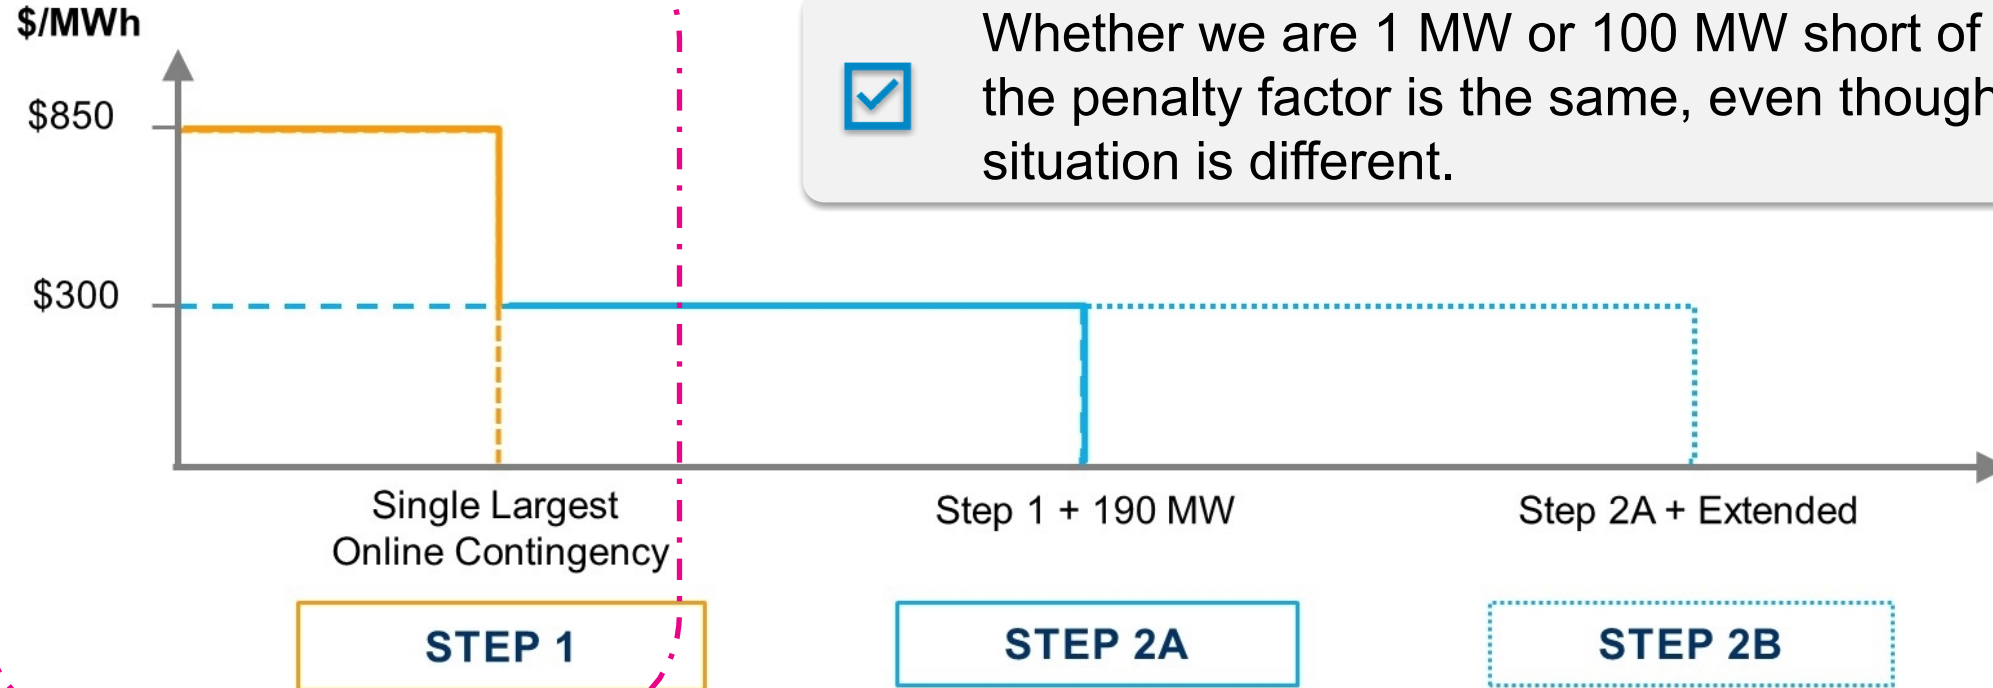 $/MWh
$850
$300
Whether we are 1 MW or 100 MW short of
the penalty factor is the same, even though
situation is different.
Single Largest
Online Contingency
Step 1 + 190 MW
Step 2A + Extended
STEP 1
STEP 2A
STEP 2B